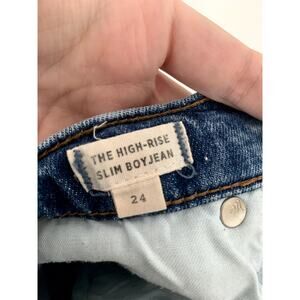 THE HIGH-RISE
SLIM BOYJEAN
24